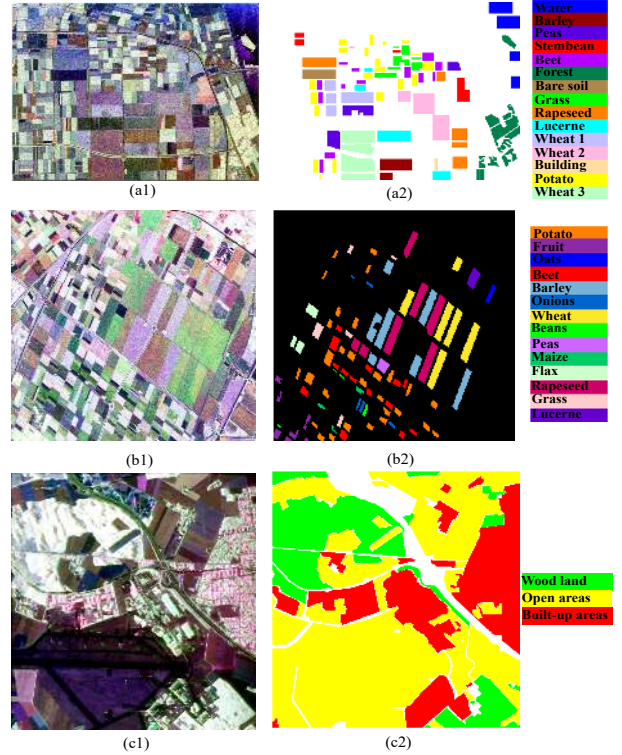 Water
Barley
Peas
Stembean
Beet
Forest
Bare soil
Grass
Rapeseed
Lucerne
Wheat 1
Wheat 2
Building
Potato
Wheat 3
(a1)
(a2)
Potato
Fruit
Oats
Beet
Barley
Onions
Wheat
Beans
Peas
Maize
Flax
Rapeseed
Grass
Lucerne
(b1)
(b2)
Wood land
Open areas
Built-up areas
(c1)
(c2)